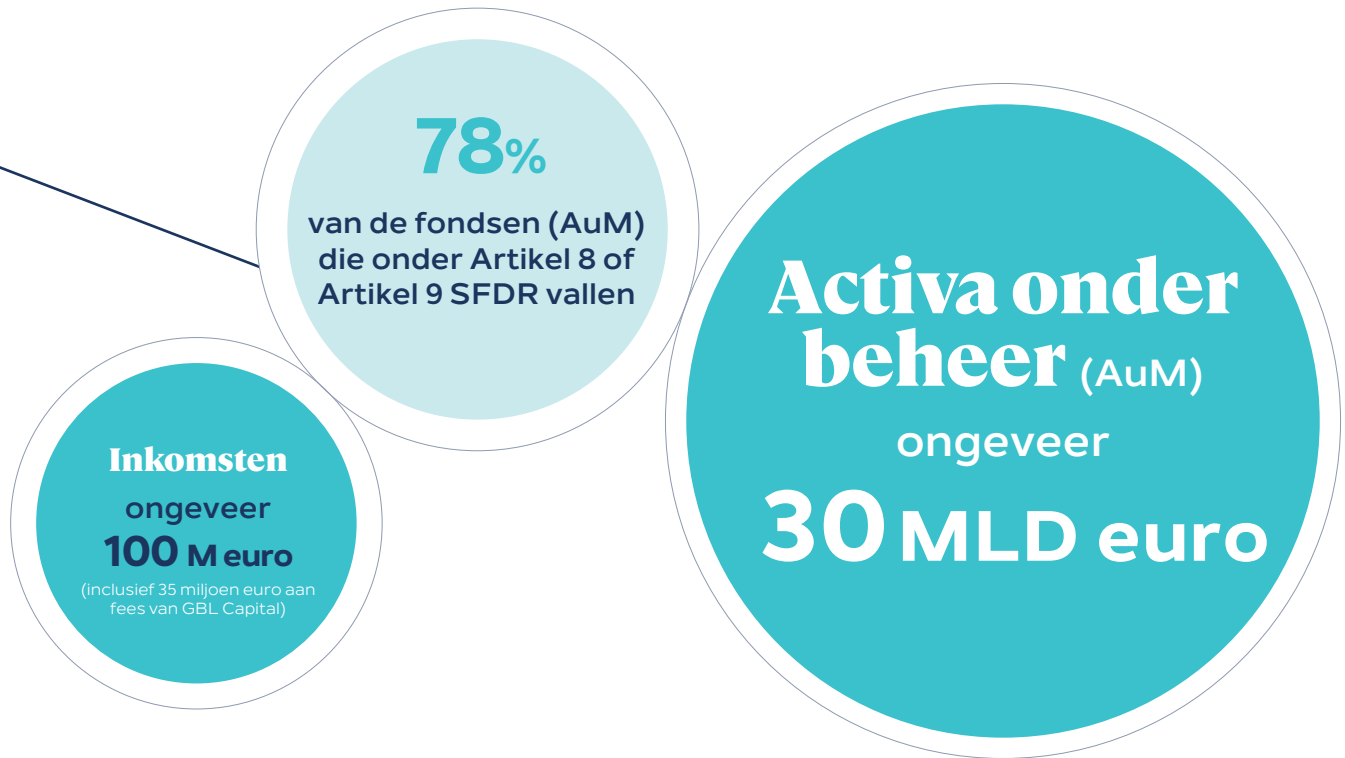 78%
van de fondsen (AuM)
die onder Artikel 8 of
Artikel 9 SFDR vallen
Activa onder
beheer (AuM)
ongeveer
30 MLD euro
Inkomsten
ongeveer
100 M euro
(inclusief 35 miljoen euro aan
fees van GBL Capital)